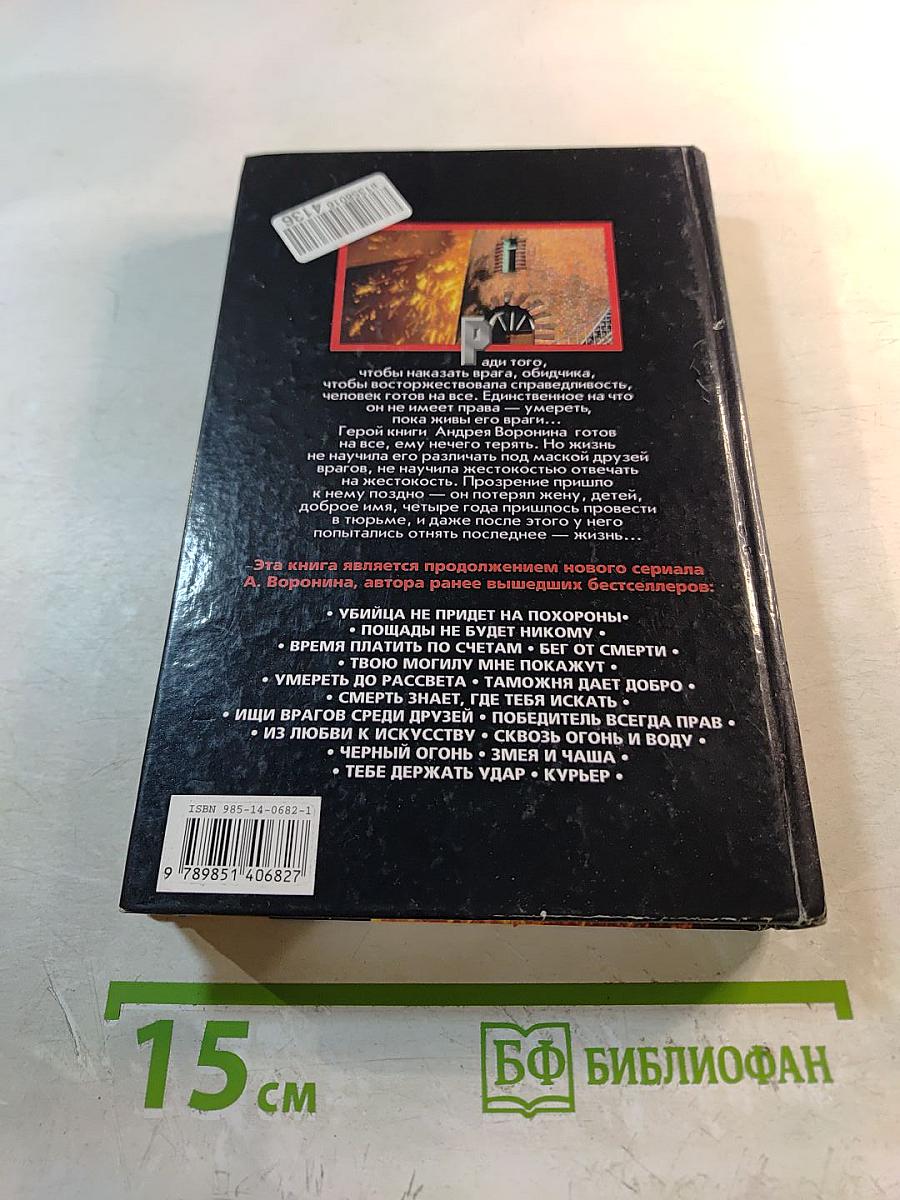 4136
Ради того,
чтобы наказать врага, обидчика,
чтобы восторжествовала справедливость,
человек готов на все. Единственное на что
он не имеет права — умереть,
пока живы его враги...
Герой книги Андрея Воронина готов
на все, ему нечего терять. Но жизнь
не научила его различать под маской друзей
врагов, не научила жестокостью отвечать
на жестокость. Прозрение пришло
к нему поздно — он потерял жену, детей,
доброе имя, четыре года пришлось провести
в тюрьме, и даже после этого у него
попытались отнять последнее — жизнь...
Эта книга является продолжением нового сериала
А. Воронина, автора ранее вышедших бестселлеров:
• УБИЙЦА НЕ ПРИДЕТ НА ПОХОРОНЫ•
• ПОЩАДЫ НЕ БУДЕТ НИКОМУ •
• ВРЕМЯ ПЛАТИТЬ ПО СЧЕТАМ • БЕГ ОТ СМЕРТИ •
• ТВОЮ МОГИЛУ МНЕ ПОКАЖУТ •
• УМЕРЕТЬ ДО РАССВЕТА • ТАМОЖНЯ ДАЕТ ДОБРО •
• СМЕРТЬ ЗНАЕТ, ГДЕ ТЕБЯ ИСКАТЬ •
• ИЩИ ВРАГОВ СРЕДИ ДРУЗЕЙ • ПОБЕДИТЕЛЬ ВСЕГДА ПРАВ •
• ИЗ ЛЮБВИ К ИСКУССТВУ • СКВОЗЬ ОГОНЬ И ВОДУ •
• ЧЕРНЫЙ ОГОНЬ • ЗМЕЯ И ЧАША •
• ТЕБЕ ДЕРЖАТЬ УДАР • КУРЬЕР •
ISBN 985-14-0682-1
9 789851 406827
15 см
БФ БИБЛИОФАН